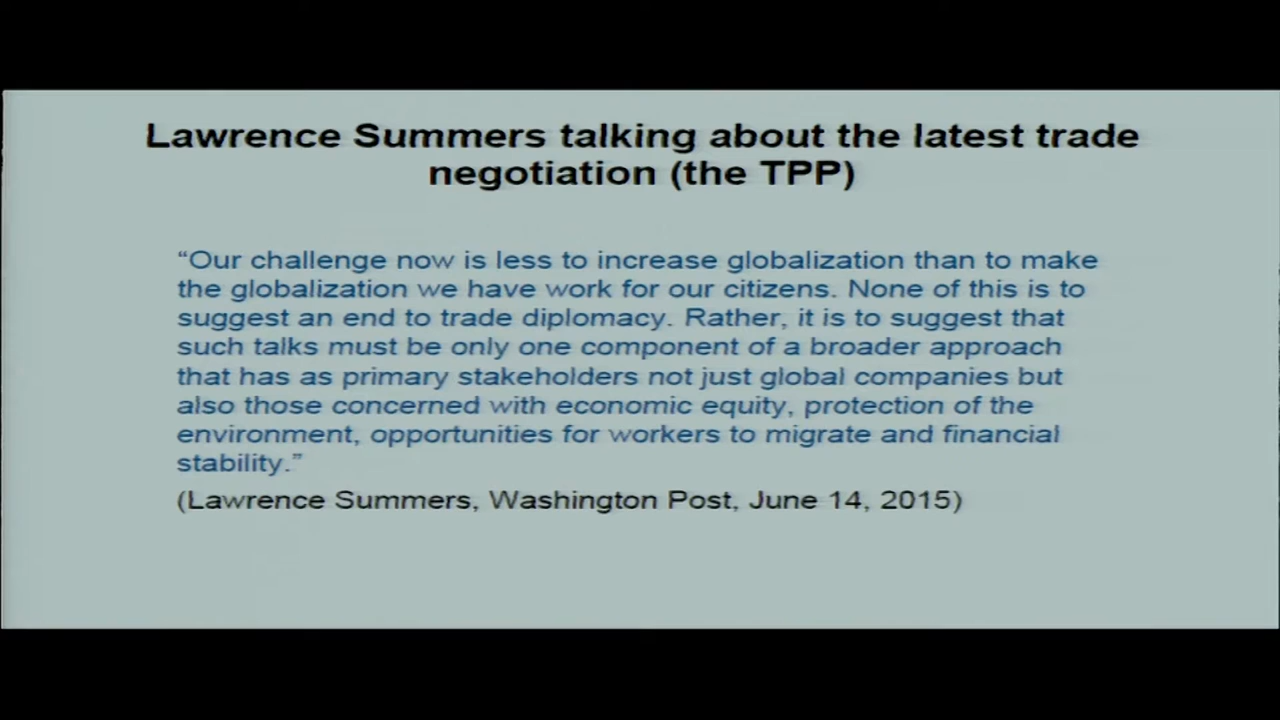 Lawrence Summers talking about the latest trade
negotiation (the TPP)
“Our challenge now is less to increase globalization than to make
the globalization we have work for our citizens. None of this is to
suggest an end to trade diplomacy. Rather, it is to suggest that
such talks must be only one component of a broader approach
that has as primary stakeholders not just global companies but
also those concerned with economic equity, protection of the
environment, opportunities for workers to migrate and financial
stability.”
(Lawrence Summers, Washington Post, June 14, 2015)